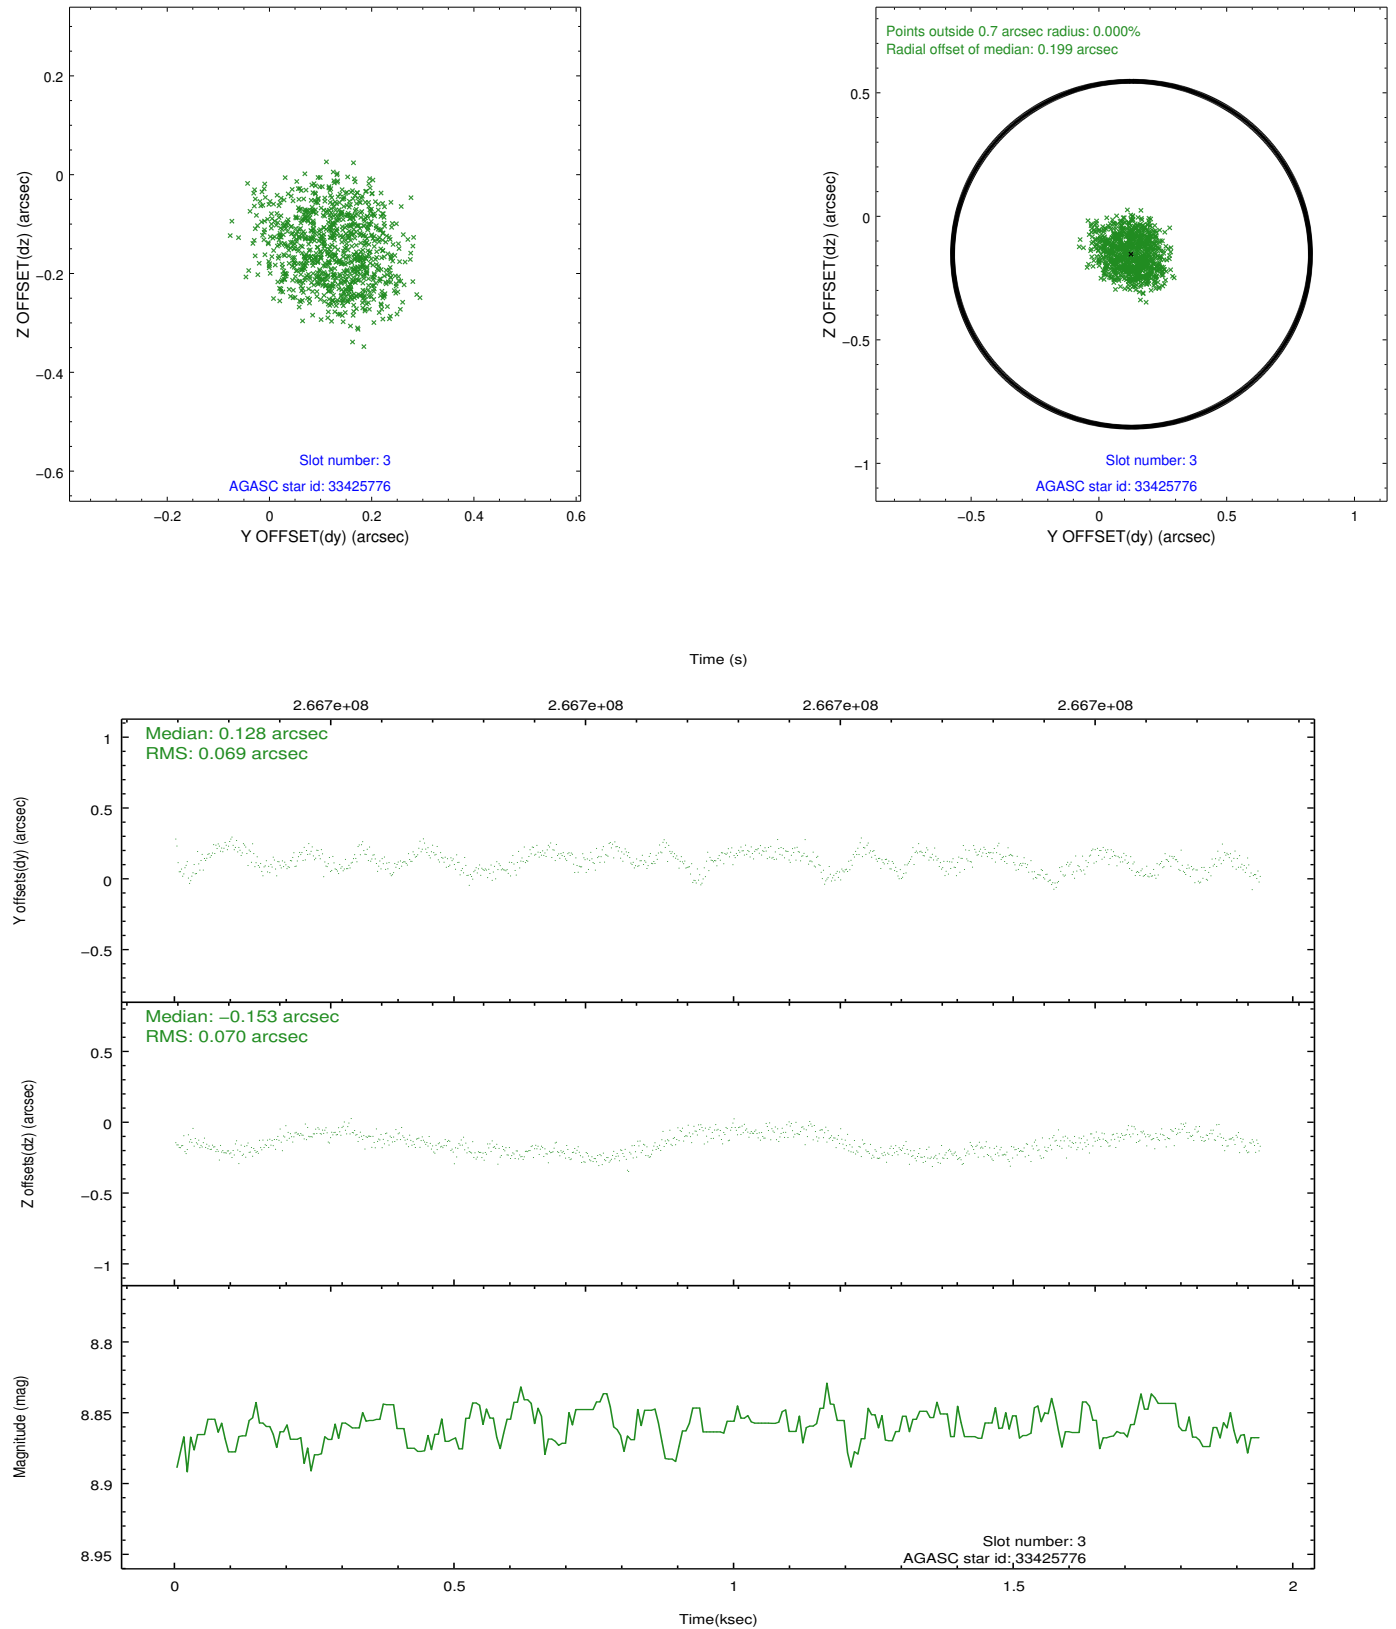 0.2
0
−0.2
−0.4
−0.6
Z OFFSET(dz) (arcsec)
Slot number: 3
AGASC star id: 33425776
−0.2 0 0.2 0.4 0.6
Y OFFSET(dy) (arcsec)
Points outside 0.7 arcsec radius: 0.000%
Radial offset of median: 0.199 arcsec
0.5
0
−0.5
−1
Z OFFSET(dz) (arcsec)
Slot number: 3
AGASC star id: 33425776
−0.5 0 0.5 1
Y OFFSET(dy) (arcsec)
Time (s)
2.667e+08 2.667e+08 2.667e+08 2.667e+08
Median: 0.128 arcsec
RMS: 0.069 arcsec
1
0.5
0
−0.5
Y offsets(dy) (arcsec)
Median: −0.153 arcsec
RMS: 0.070 arcsec
0.5
0
−0.5
−1
Z offsets(dz) (arcsec)
8.8
8.85
8.9
8.95
Magnitude (mag)
Slot number: 3
AGASC star id: 33425776
0 0.5 1 1.5 2
Time(ksec)